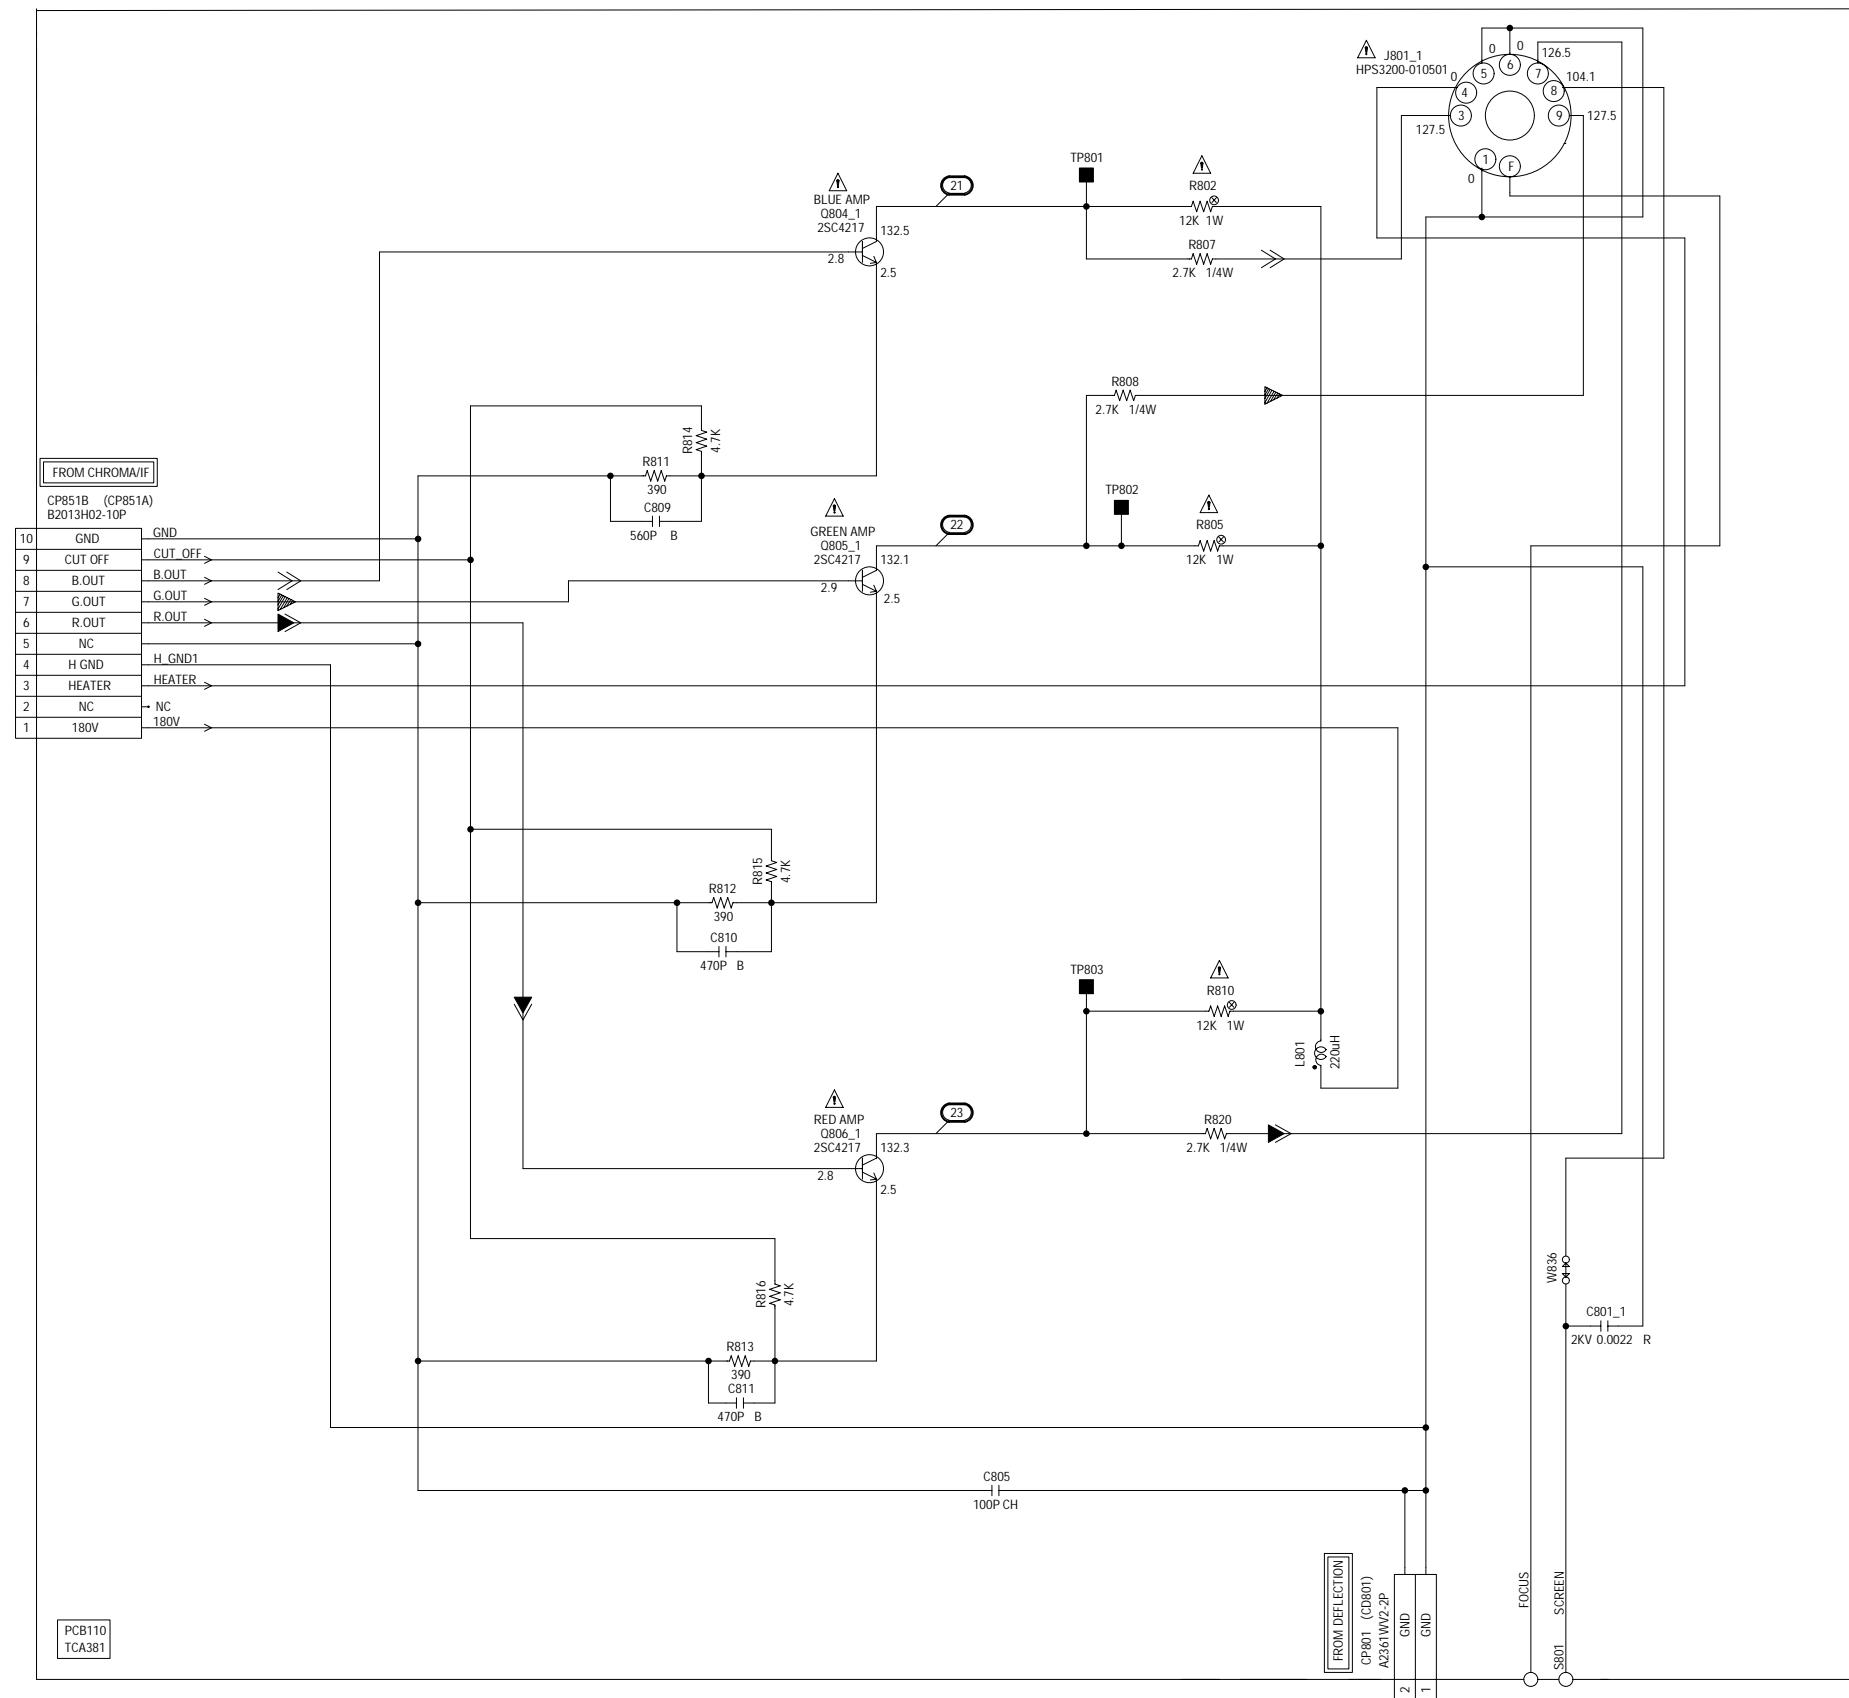 J801_1
HPS3200-010501
0
0
126.5
0
104.1
5
6
7
4
8
3
9
127.5
127.5
1
F
0
TP801
R802
12K 1W
R807
2.7K 1/4W
21
BLUE AMP
Q804_1
2SC4217
132.5
2.8
2.5
R808
2.7K 1/4W
R814
4.7K
R811
390
C809
560P B
TP802
R805
12K 1W
22
GREEN AMP
Q805_1
2SC4217
132.1
2.9
2.5
FROM CHROMA/IF
CP851B (CP851A)
B2013H02-10P
10 GND GND
9 CUT OFF CUT_OFF
8 B.OUT B.OUT
7 G.OUT G.OUT
6 R.OUT R.OUT
5 NC
4 H GND H_GND1
3 HEATER HEATER
2 NC NC
1 180V 180V
R815
4.7K
R812
390
C810
470P B
TP803
R810
12K 1W
L801
220uH
23
RED AMP
Q806_1
2SC4217
132.3
2.8
2.5
R820
2.7K 1/4W
R816
4.7K
R813
390
C811
470P B
W836
C801_1
2KV 0.0022 R
C805
100P CH
FROM DEFLECTION
CP801 (CD801)
A2361WV2-2P
2 GND
1 GND
FOCUS
S801 SCREEN
PCB110
TCA381